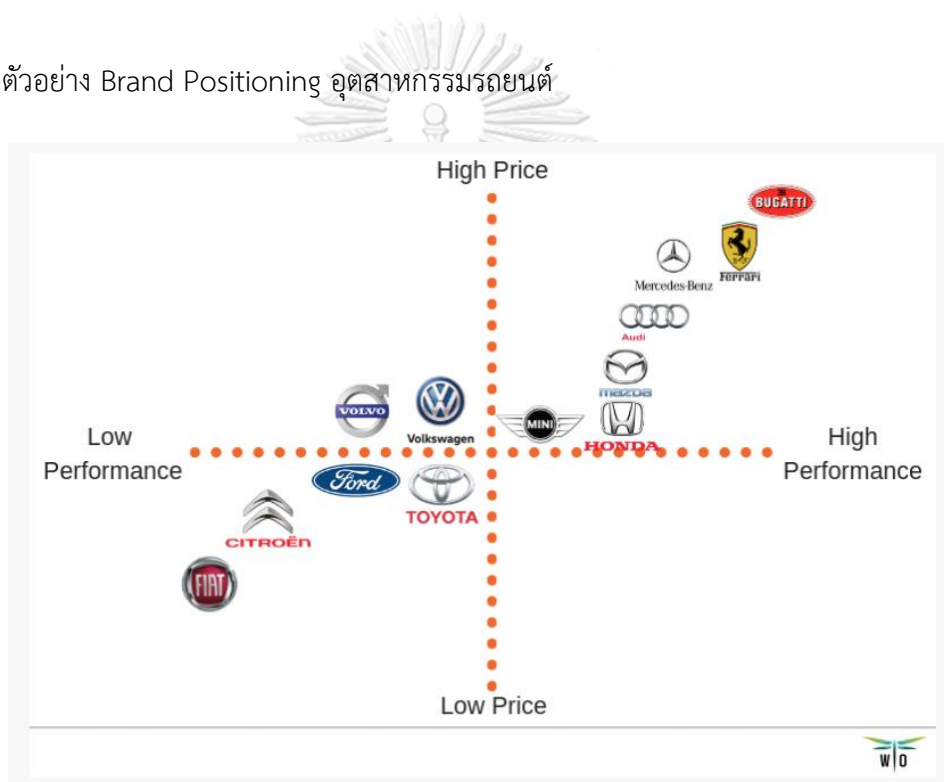 ตัวอย่าง Brand Positioning อุตสาหกรรมรถยนต์
High Price
BUGATTI
Ferrari
Mercedes-Benz
Audi
mazda
VOLVO
Volkswagen
MINI
HONDA
Low
Performance
High
Performance
Ford
TOYOTA
CITROËN
FIAT
Low Price
W O